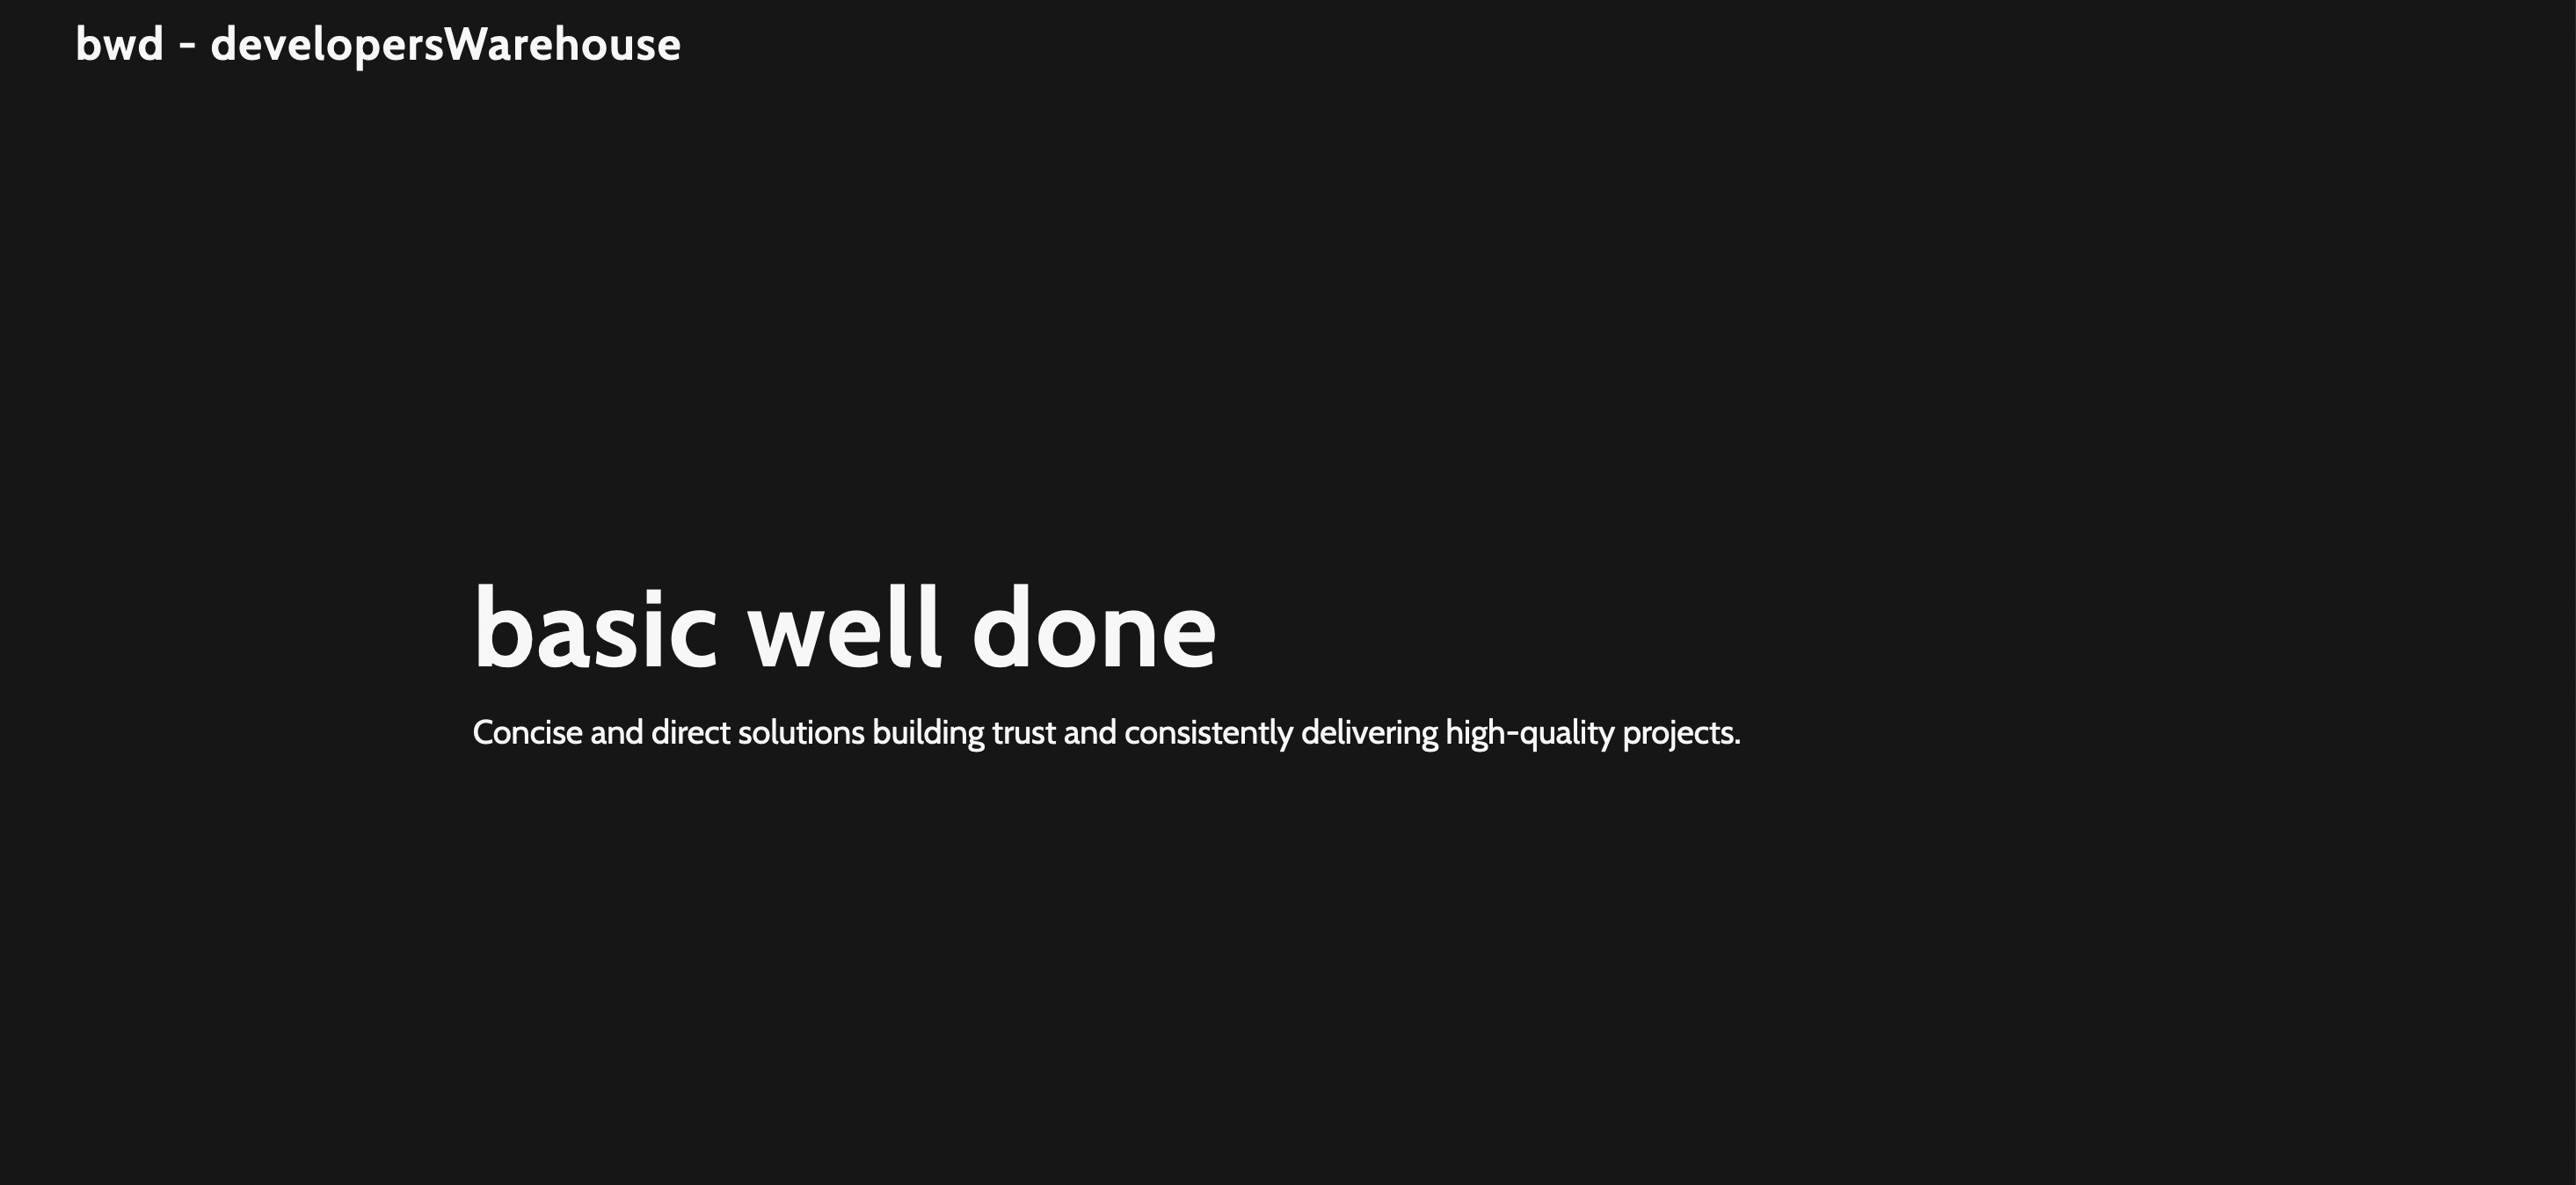 bwd - developersWarehouse
basic well done
Concise and direct solutions building trust and consistently delivering high-quality projects.